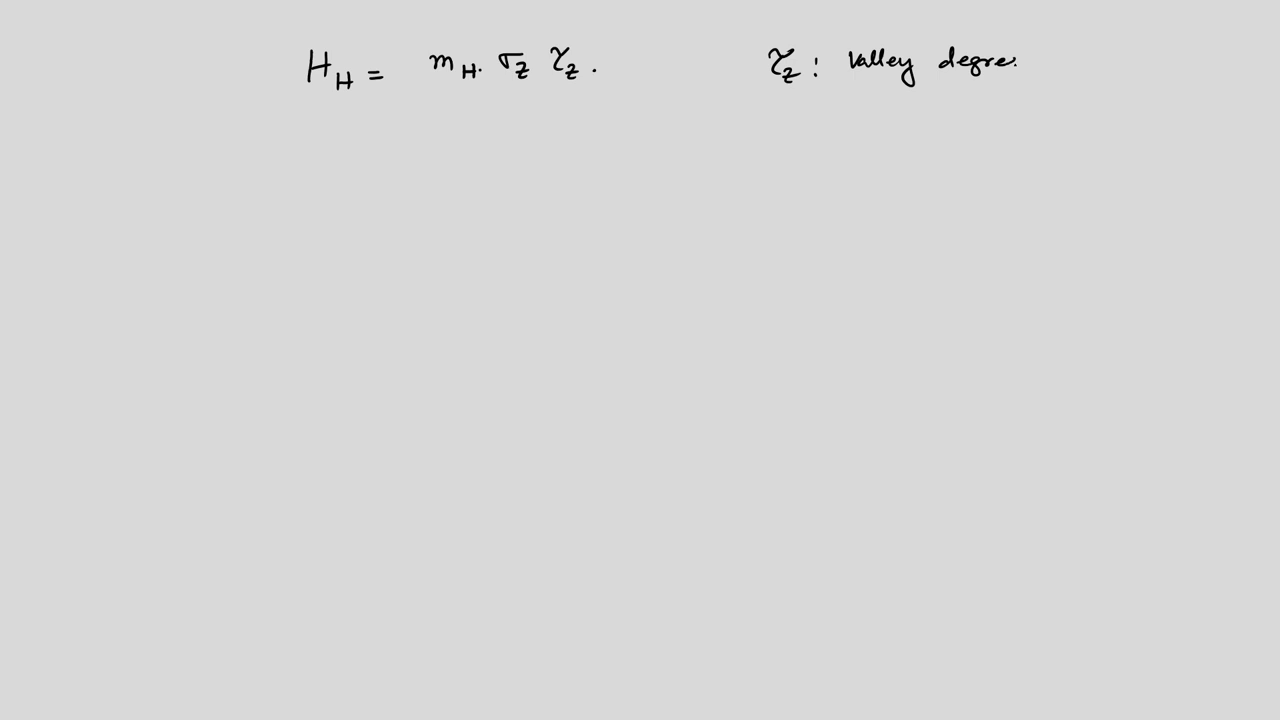 H_H = m_H. σ_z τ_z . τ_z : Valley degre.